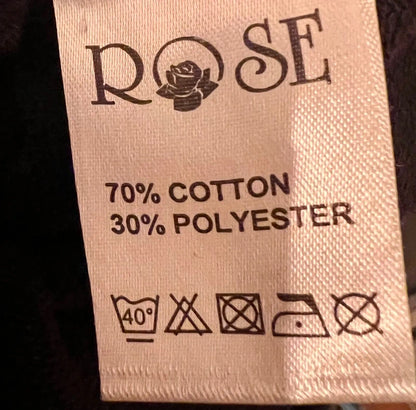 ROSE
70% COTTON
30% POLYESTER
40°